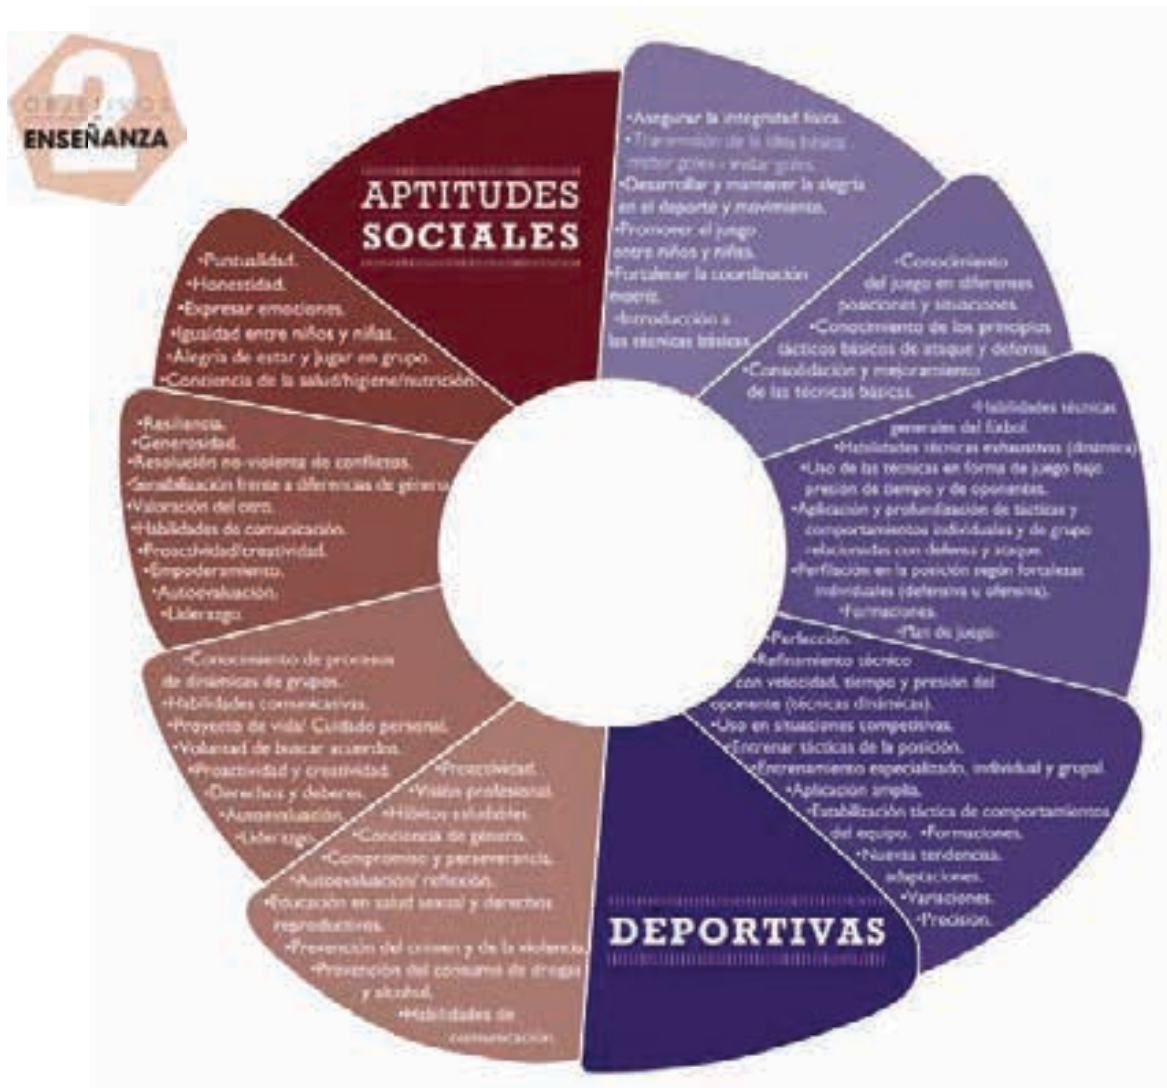 2
OBJETIVOS
ENSEÑANZA
APTITUDES
SOCIALES
•Puntualidad.
•Honestidad.
•Expresar emociones.
•Igualdad entre niños y niñas.
•Alegría de estar y jugar en grupo.
•Conciencia de la salud/higiene/nutrición.
•Resiliencia.
•Generosidad.
•Resolución no-violenta de conflictos.
•Sensibilización frente a diferencias de género.
•Valoración del otro.
•Habilidades de comunicación.
•Proactividad/creatividad.
•Empoderamiento.
•Autoevaluación.
•Liderazgo.
•Conocimiento de procesos
de dinámicas de grupos.
•Habilidades comunicativas.
•Proyecto de vida/ Cuidado personal.
•Voluntad de buscar acuerdos.
•Proactividad y creatividad.
•Derechos y deberes.
•Autoevaluación.
•Liderazgo.
•Proactividad.
•Visión profesional.
•Hábitos saludables.
•Conciencia de género.
•Compromiso y perseverancia.
•Autoevaluación/ reflexión.
•Educación en salud sexual y derechos
reproductivos.
•Prevención del crimen y de la violencia.
•Prevención del consumo de drogas
y alcohol.
•Habilidades de
comunicación.
•Asegurar la integridad física.
•Transmisión de la idea básica:
meter goles - evitar goles.
•Desarrollar y mantener la alegría
en el deporte y movimiento.
•Promover el juego
entre niños y niñas.
•Fortalecer la coordinación
motriz.
•Introducción a
las técnicas básicas.
•Conocimiento
del juego en diferentes
posiciones y situaciones.
•Conocimiento de los principios
tácticos básicos de ataque y defensa.
•Consolidación y mejoramiento
de las técnicas básicas.
•Habilidades técnicas
generales del fútbol.
•Habilidades técnicas exhaustivas (dinámica)
•Uso de las técnicas en forma de juego bajo
presión de tiempo y de oponentes.
•Aplicación y profundización de tácticas y
comportamientos individuales y de grupo
relacionadas con defensa y ataque
•Perfilación en la posición según fortalezas
individuales (defensiva u ofensiva).
•Formaciones.
•Plan de juego.
•Perfección.
•Refinamiento técnico
con velocidad, tiempo y presión del
oponente (técnicas dinámicas).
•Uso en situaciones competitivas.
•Entrenar tácticas de la posición.
•Entrenamiento especializado, individual y grupal.
•Aplicación amplia.
•Estabilización táctica de comportamientos
del equipo. •Formaciones.
•Nuevas tendencias,
adaptaciones.
•Variaciones.
•Precisión.
DEPORTIVAS